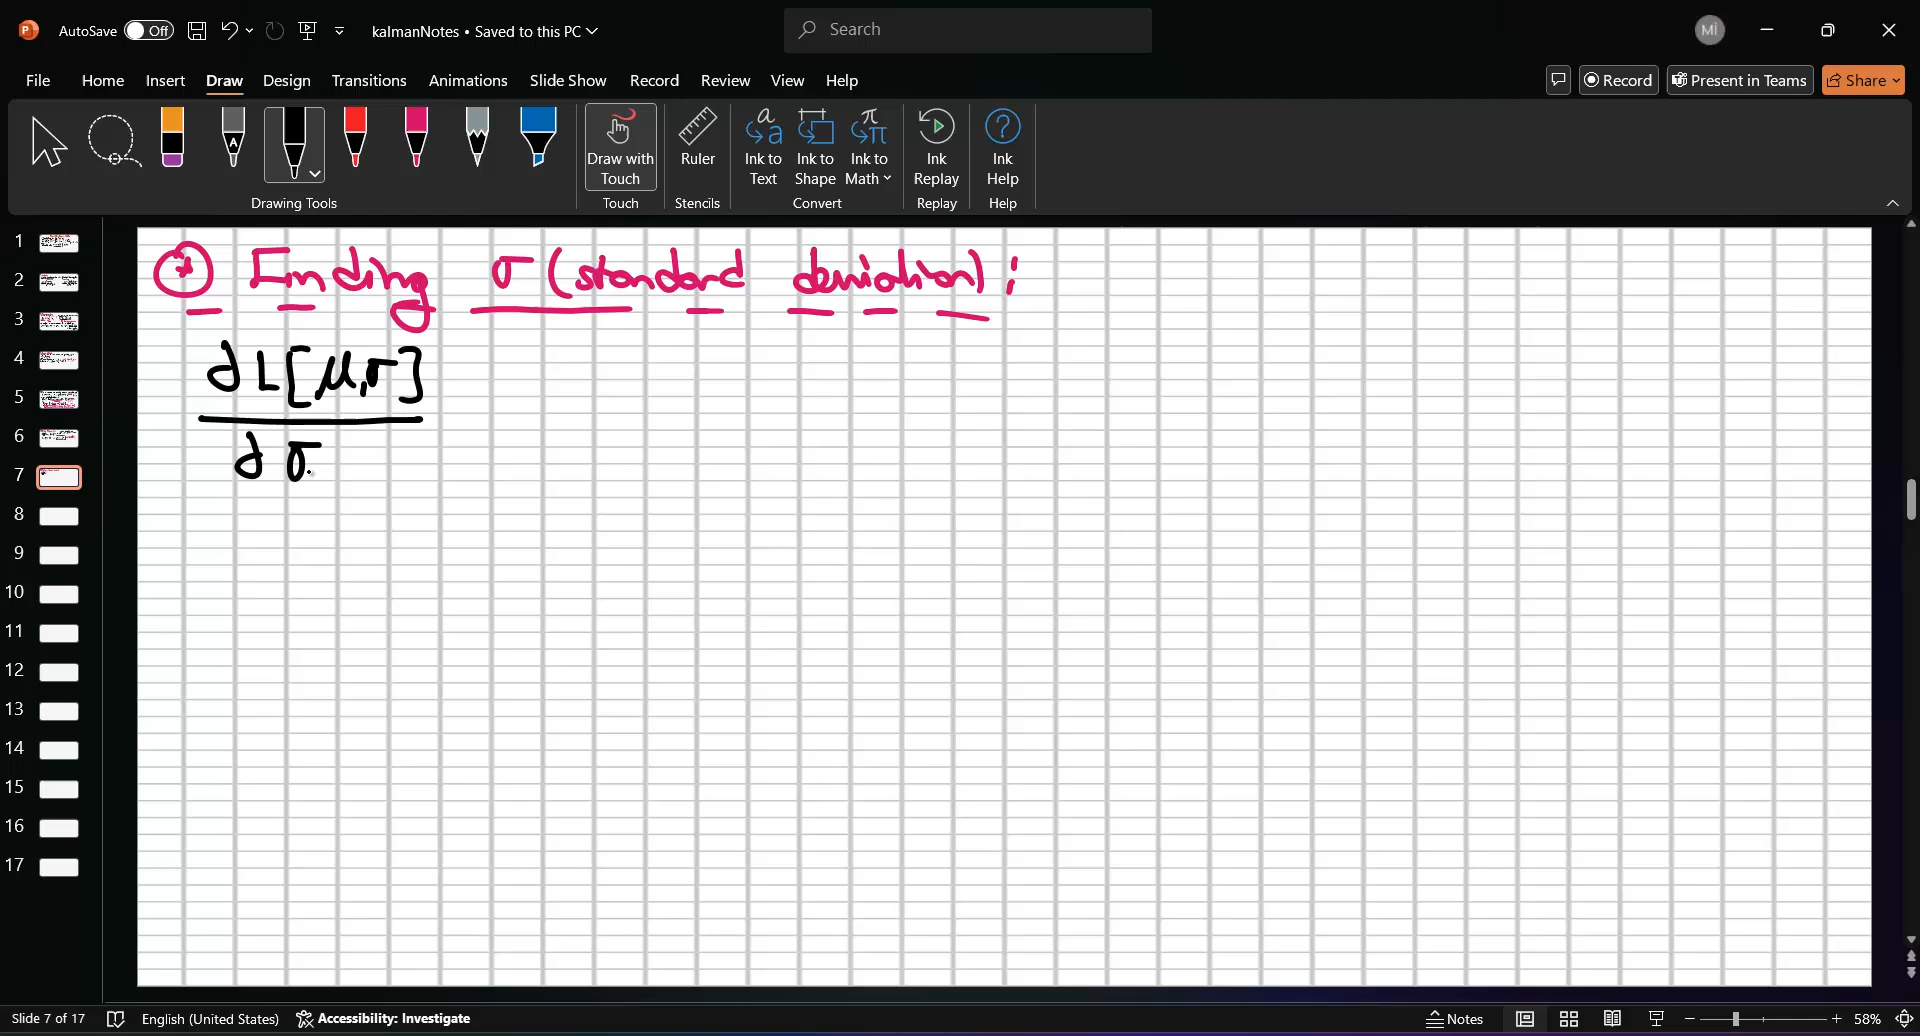 AutoSave Off kalmanNotes • Saved to this PC Search MI
File Home Insert Draw Design Transitions Animations Slide Show Record Review View Help Record Present in Teams Share
Draw with Touch Ruler Ink to Text Ink to Shape Ink to Math Ink Replay Ink Help
Drawing Tools Touch Stencils Convert Replay Help
1
2
3
4
5
6
7
8
9
10
11
12
13
14
15
16
17
* Finding σ (standard deviation):
∂L[μ,σ]
∂σ
Slide 7 of 17 English (United States) Accessibility: Investigate Notes 58%